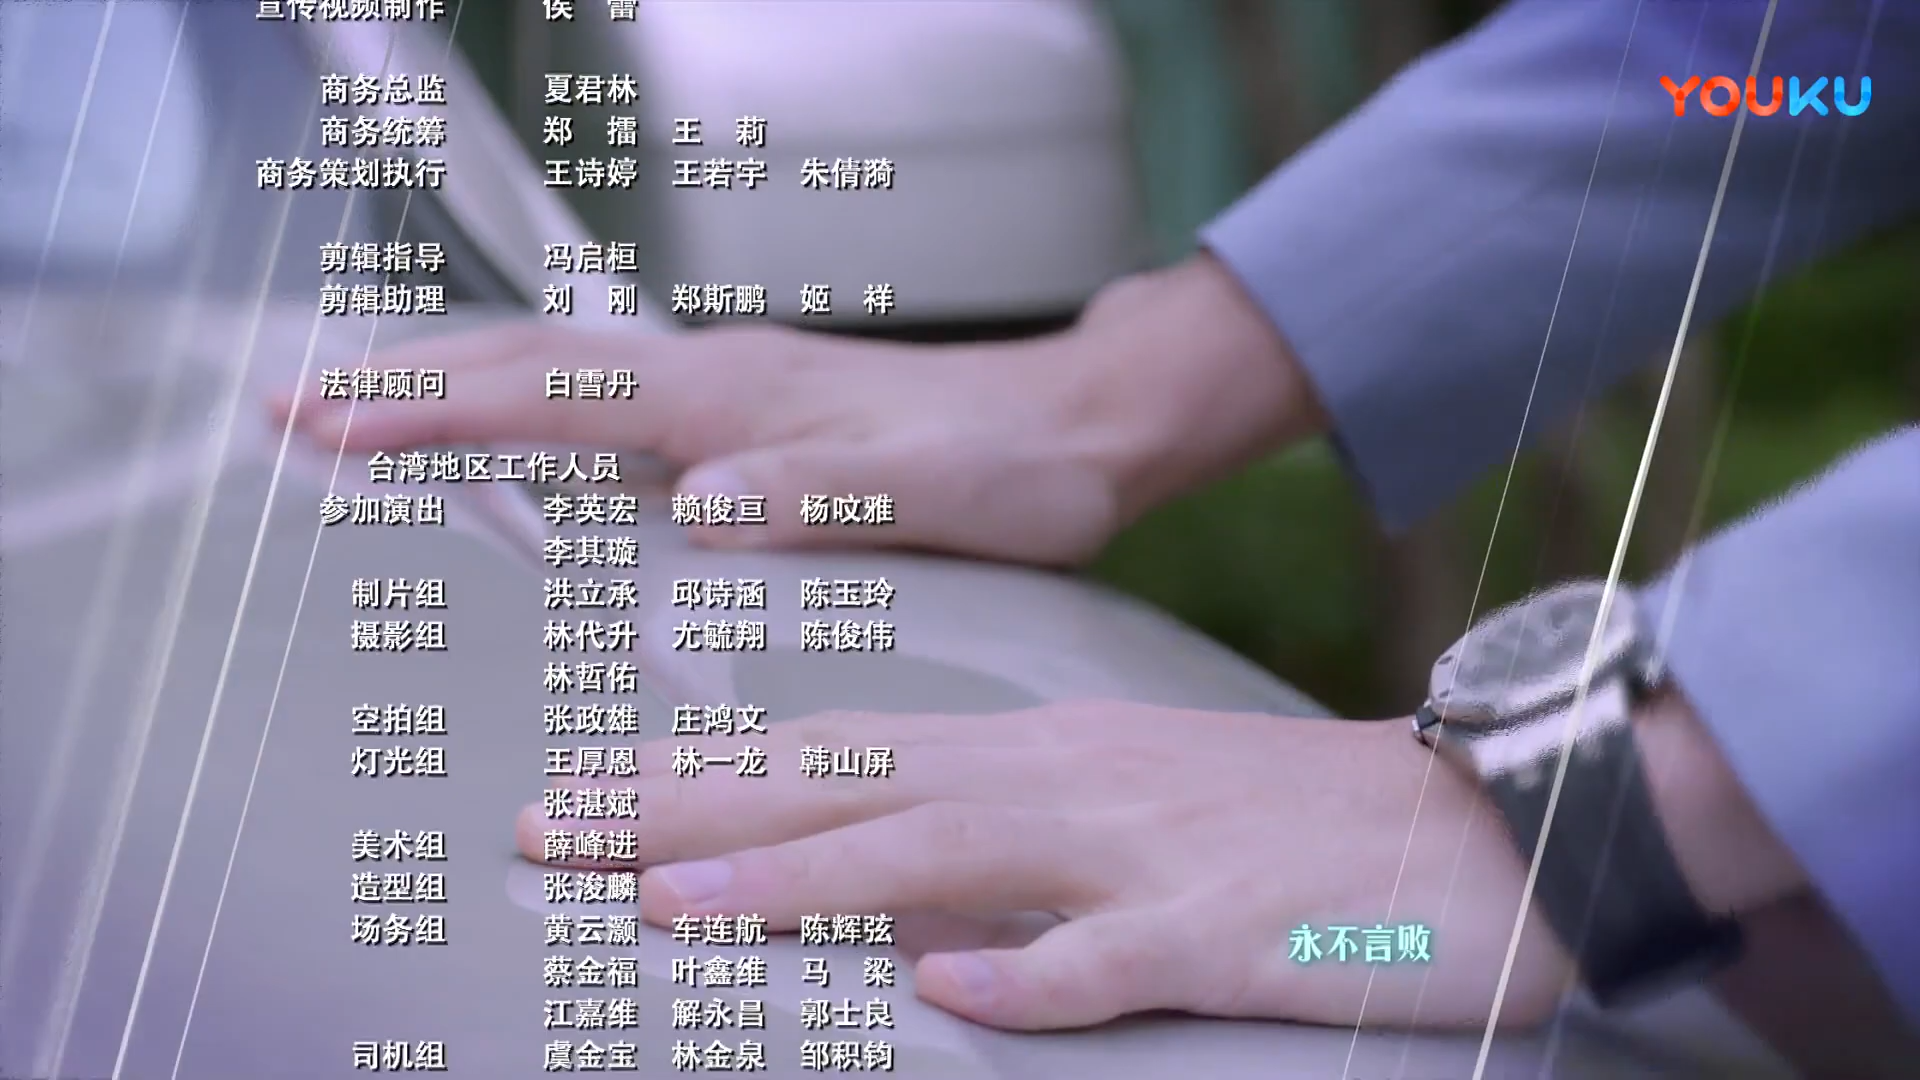 宣传视频制作 侯 雷
YOUKU
商务总监 夏君林
商务统筹 郑 擂 王 莉
商务策划执行 王诗婷 王若宇 朱倩漪
剪辑指导 冯启桓
剪辑助理 刘 刚 郑斯鹏 姬 祥
法律顾问 白雪丹
台湾地区工作人员
参加演出 李英宏 赖俊亘 杨呅雅
李其璇
制片组 洪立承 邱诗涵 陈玉玲
摄影组 林代升 尤毓翔 陈俊伟
林哲佑
空拍组 张政雄 庄鸿文
灯光组 王厚恩 林一龙 韩山屏
张湛斌
美术组 薛峰进
造型组 张浚麟
场务组 黄云灏 车连航 陈辉弦
永不言败
蔡金福 叶鑫维 马 梁
江嘉维 解永昌 郭士良
司机组 虞金宝 林金泉 邹积钧